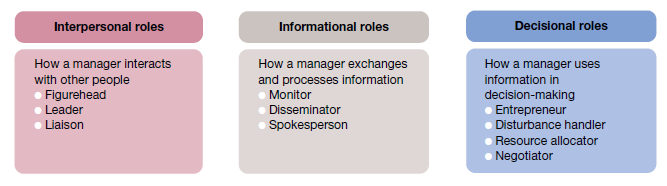 Interpersonal roles
How a manager interacts
with other people
Figurehead
Leader
Liaison
Informational roles
How a manager exchanges
and processes information
Monitor
Disseminator
Spokesperson
Decisional roles
How a manager uses
information in
decision-making
Entrepreneur
Disturbance handler
Resource allocator
Negotiator